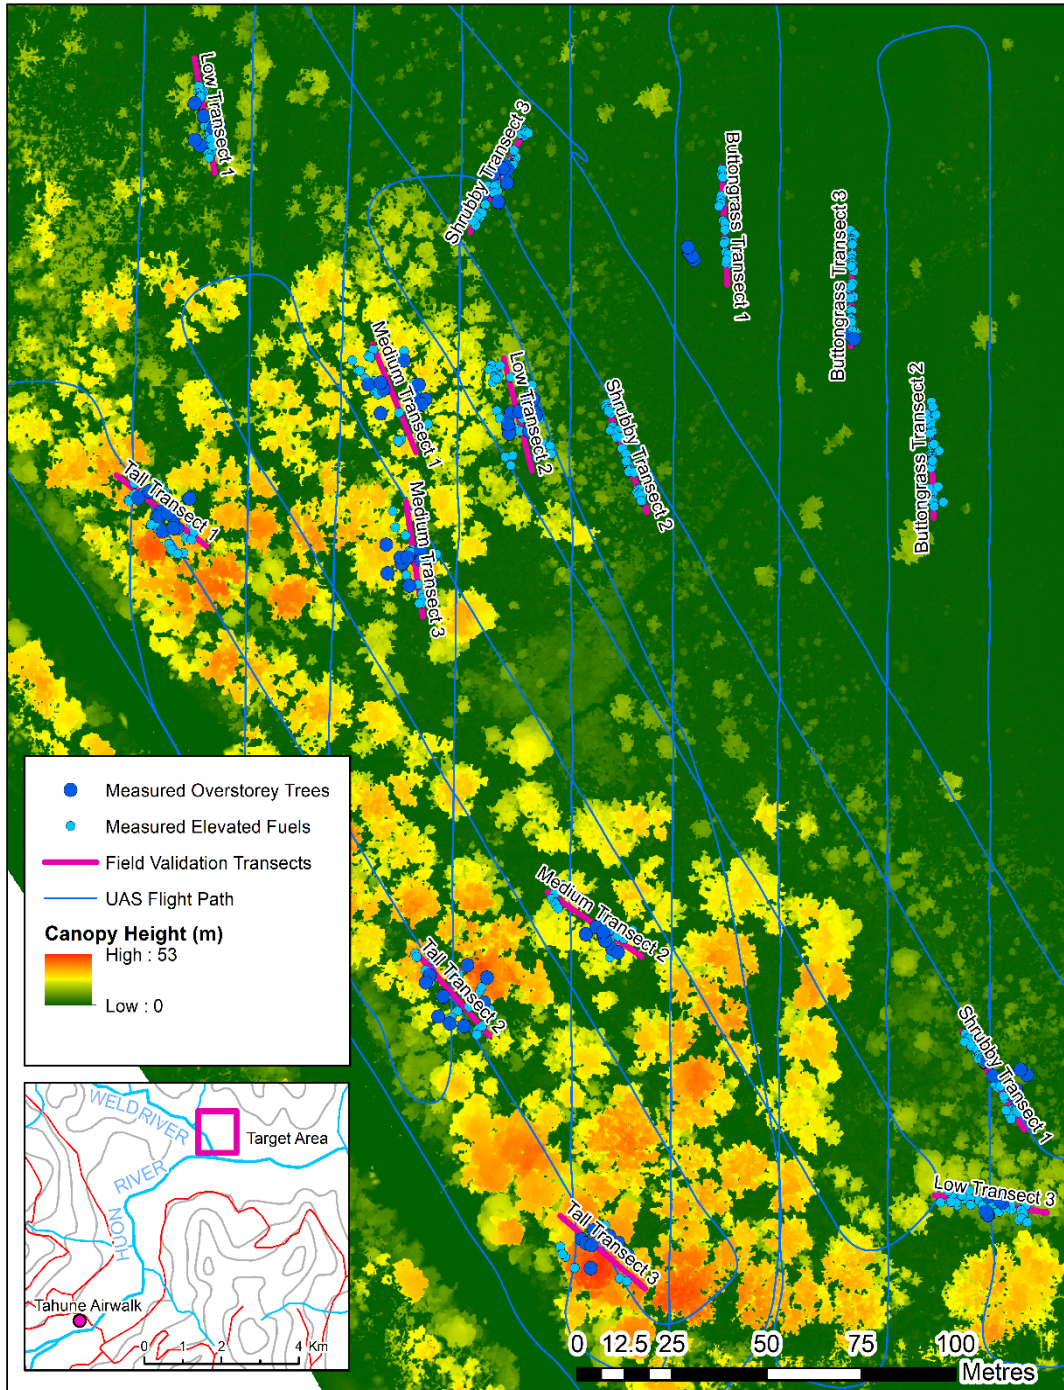 Low Transect 1
Shrubby Transect 3
Buttongrass Transect 1
Buttongrass Transect 3
Medium Transect 1
Low Transect 2
Shrubby Transect 2
Buttongrass Transect 2
Tall Transect 1
Medium Transect 3
Measured Overstorey Trees
Measured Elevated Fuels
Field Validation Transects
UAS Flight Path
Canopy Height (m)
High : 53
Low : 0
Medium Transect 2
Tall Transect 2
Shrubby Transect 1
Low Transect 3
Tall Transect 3
WELD RIVER
Target Area
HUON RIVER
Tahune Airwalk
0 1 2 4 Km
0 12.5 25 50 75 100
Metres